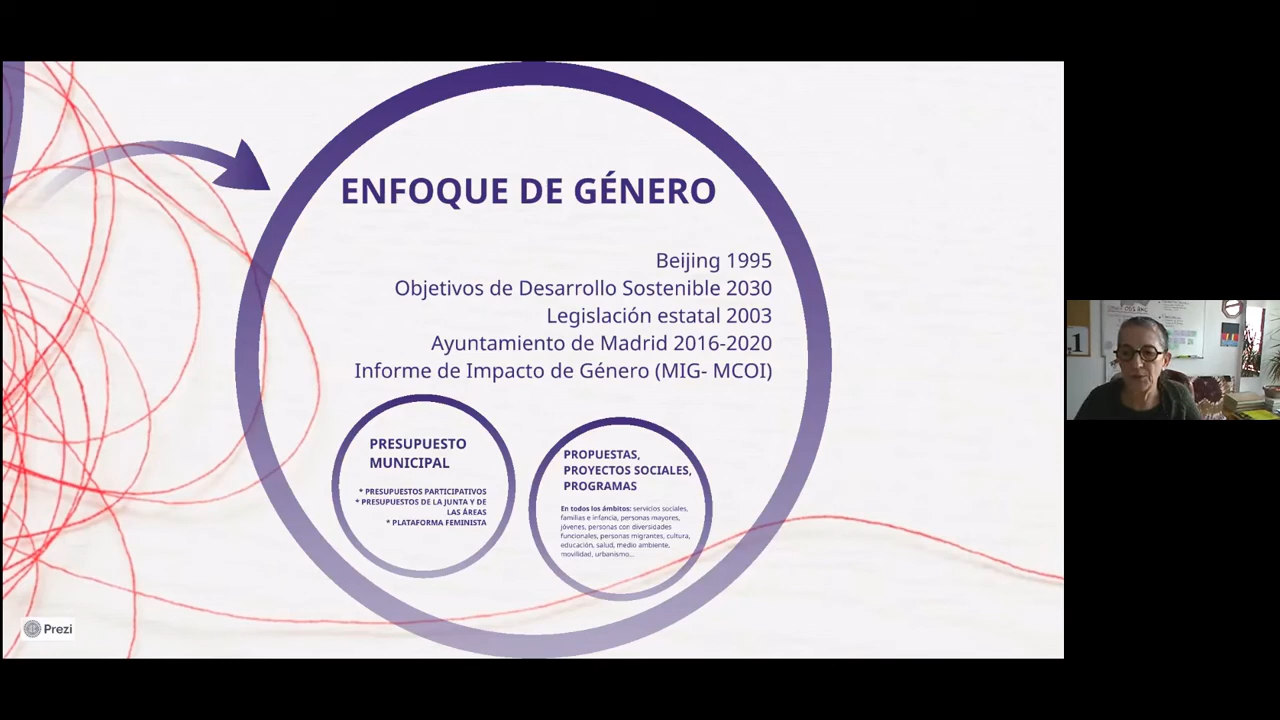 ENFOQUE DE GÉNERO
Beijing 1995
Objetivos de Desarrollo Sostenible 2030
Legislación estatal 2003
Ayuntamiento de Madrid 2016-2020
Informe de Impacto de Género (MIG- MCOI)
PRESUPUESTO
MUNICIPAL
* PRESUPUESTOS PARTICIPATIVOS
* PRESUPUESTOS DE LA JUNTA Y DE
LAS ÁREAS
* PLATAFORMA FEMINISTA
PROPUESTAS,
PROYECTOS SOCIALES,
PROGRAMAS
En todos los ámbitos: servicios sociales,
familias e infancia, personas mayores,
jóvenes, personas con diversidades
funcionales, personas migrantes, cultura,
educación, salud, medio ambiente,
movilidad, urbanismo...
Prezi